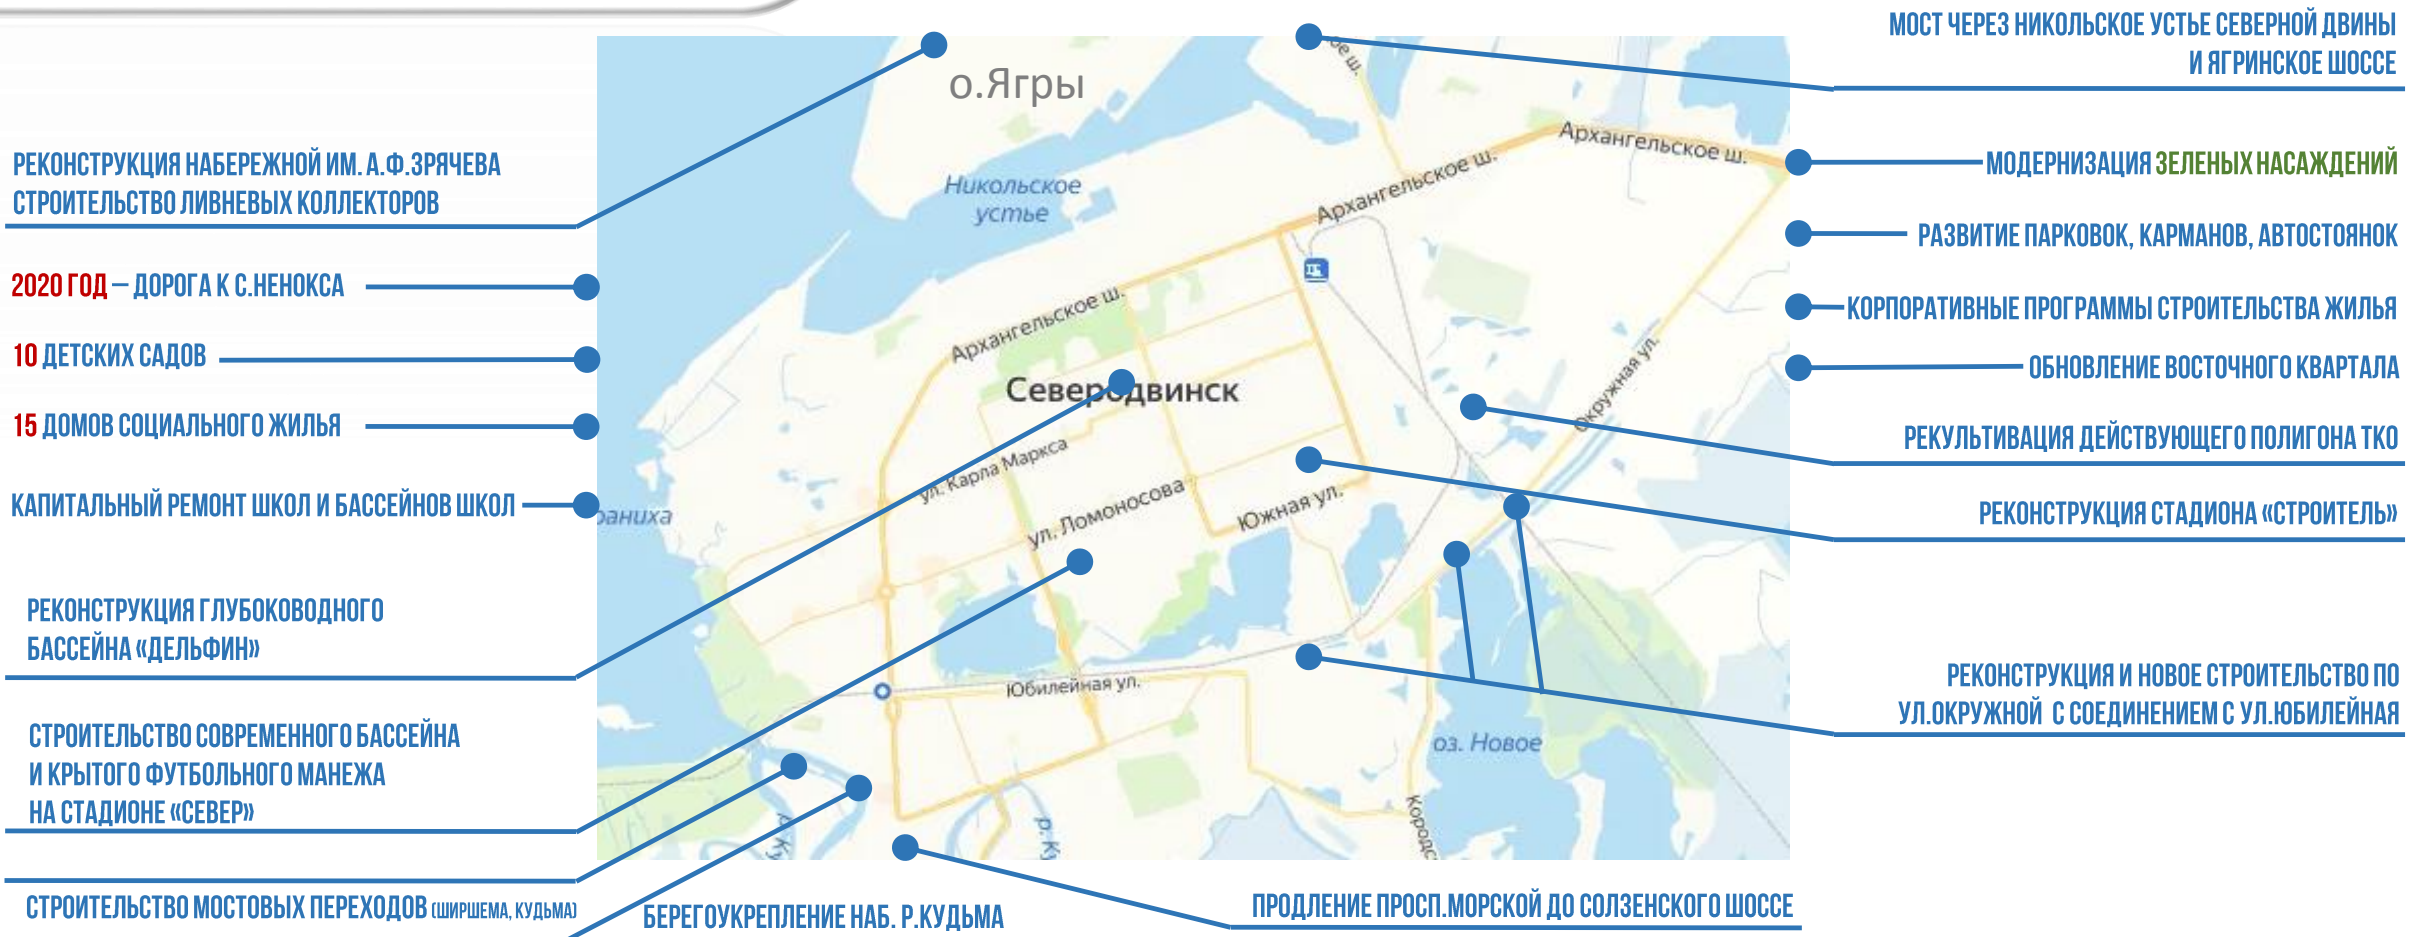 МОСТ ЧЕРЕЗ НИКОЛЬСКОЕ УСТЬЕ СЕВЕРНОЙ ДВИНЫ
И ЯГРИНСКОЕ ШОССЕ
РЕКОНСТРУКЦИЯ НАБЕРЕЖНОЙ ИМ. А.Ф.ЗРЯЧЕВА
СТРОИТЕЛЬСТВО ЛИВНЕВЫХ КОЛЛЕКТОРОВ
2020 ГОД – ДОРОГА К С.НЕНОКСА
10 ДЕТСКИХ САДОВ
15 ДОМОВ СОЦИАЛЬНОГО ЖИЛЬЯ
КАПИТАЛЬНЫЙ РЕМОНТ ШКОЛ И БАССЕЙНОВ ШКОЛ
РЕКОНСТРУКЦИЯ ГЛУБОКОВОДНОГО
БАССЕЙНА «ДЕЛЬФИН»
СТРОИТЕЛЬСТВО СОВРЕМЕННОГО БАССЕЙНА
И КРЫТОГО ФУТБОЛЬНОГО МАНЕЖА
НА СТАДИОНЕ «СЕВЕР»
СТРОИТЕЛЬСТВО МОСТОВЫХ ПЕРЕХОДОВ (ШИРШЕМА, КУДЬМА)
о.Ягры
ое ш.
Никольское
устье
Архангельское ш.
Архангельское ш.
Архангельское ш.
Северодвинск
Окружная ул.
ул. Карла Маркса
ул. Ломоносова
Южная ул.
раниха
Юбилейная ул.
оз. Новое
р. Ку
р. Ку
Кородс
МОДЕРНИЗАЦИЯ ЗЕЛЕНЫХ НАСАЖДЕНИЙ
РАЗВИТИЕ ПАРКОВОК, КАРМАНОВ, АВТОСТОЯНОК
КОРПОРАТИВНЫЕ ПРОГРАММЫ СТРОИТЕЛЬСТВА ЖИЛЬЯ
ОБНОВЛЕНИЕ ВОСТОЧНОГО КВАРТАЛА
РЕКУЛЬТИВАЦИЯ ДЕЙСТВУЮЩЕГО ПОЛИГОНА ТКО
РЕКОНСТРУКЦИЯ СТАДИОНА «СТРОИТЕЛЬ»
РЕКОНСТРУКЦИЯ И НОВОЕ СТРОИТЕЛЬСТВО ПО
УЛ.ОКРУЖНОЙ С СОЕДИНЕНИЕМ С УЛ.ЮБИЛЕЙНАЯ
БЕРЕГОУКРЕПЛЕНИЕ НАБ. Р.КУДЬМА
ПРОДЛЕНИЕ ПРОСП.МОРСКОЙ ДО СОЛЗЕНСКОГО ШОССЕ